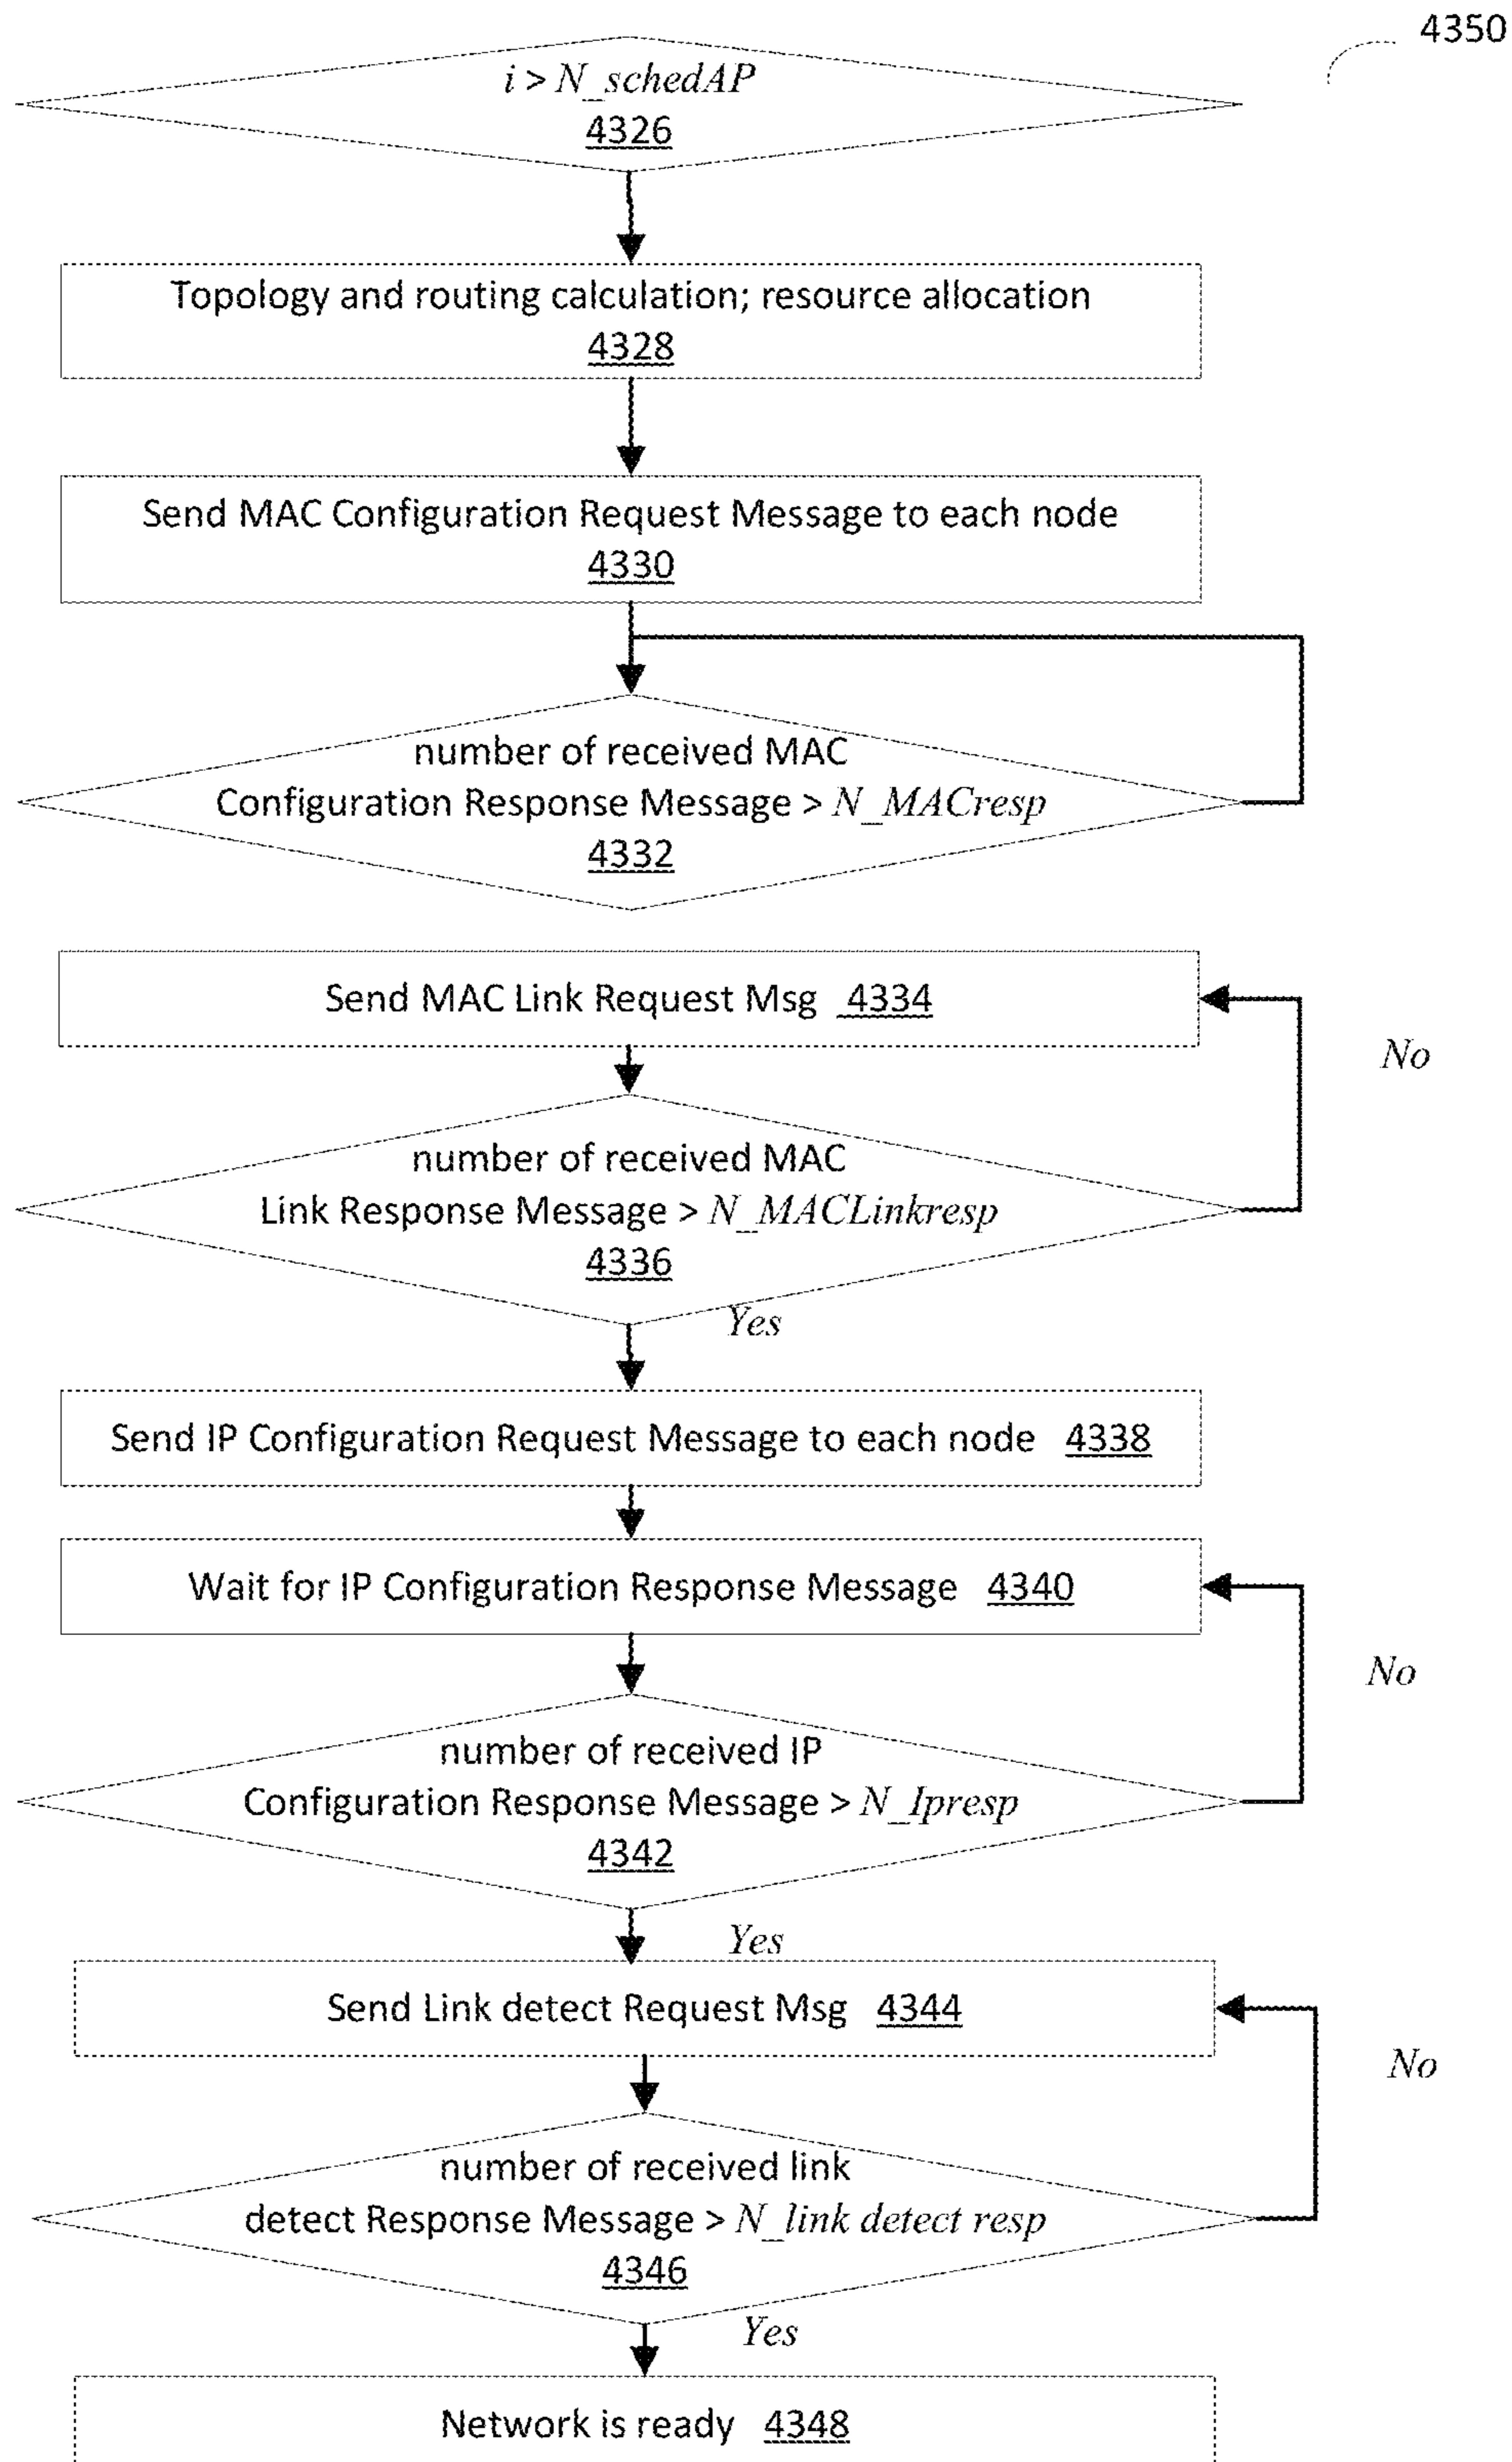 4350
i > N_schedAP
4326
Topology and routing calculation; resource allocation
4328
Send MAC Configuration Request Message to each node
4330
number of received MAC
Configuration Response Message > N_MACresp
4332
Send MAC Link Request Msg 4334
No
number of received MAC
Link Response Message > N_MACLinkresp
4336
Yes
Send IP Configuration Request Message to each node 4338
Wait for IP Configuration Response Message 4340
No
number of received IP
Configuration Response Message > N_Ipresp
4342
Yes
Send Link detect Request Msg 4344
No
number of received link
detect Response Message > N_link detect resp
4346
Yes
Network is ready 4348